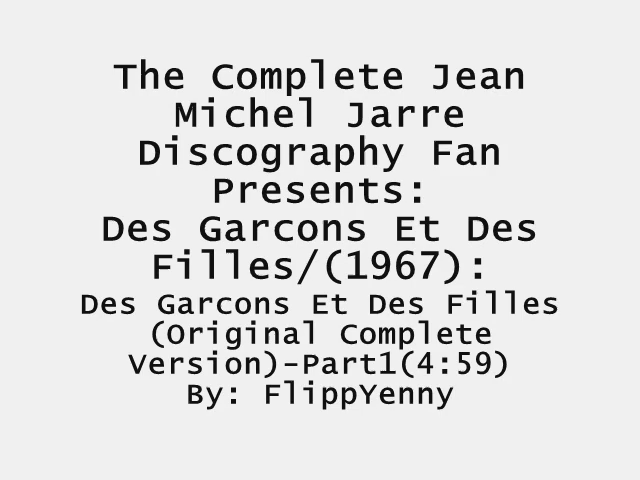 The Complete Jean
Michel Jarre
Discography Fan
Presents:
Des Garcons Et Des
Filles/(1967):
Des Garcons Et Des Filles
(Original Complete
Version)-Part1(4:59)
By: FlippYenny